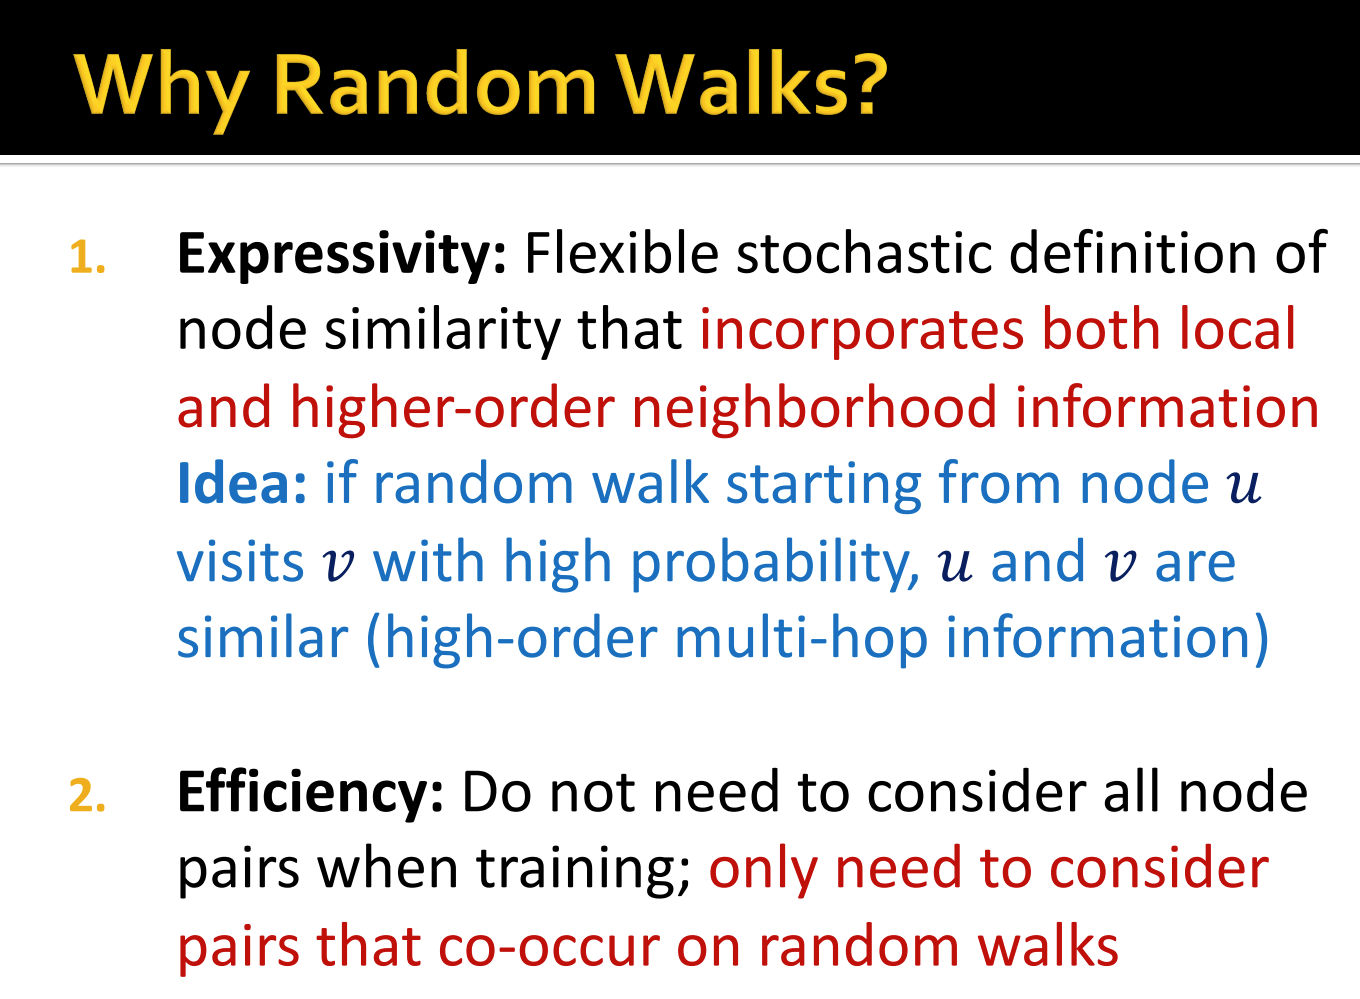 Why Random Walks?
1. Expressivity: Flexible stochastic definition of
node similarity that incorporates both local
and higher-order neighborhood information
Idea: if random walk starting from node 𝑢
visits 𝑣 with high probability, 𝑢 and 𝑣 are
similar (high-order multi-hop information)
2. Efficiency: Do not need to consider all node
pairs when training; only need to consider
pairs that co-occur on random walks